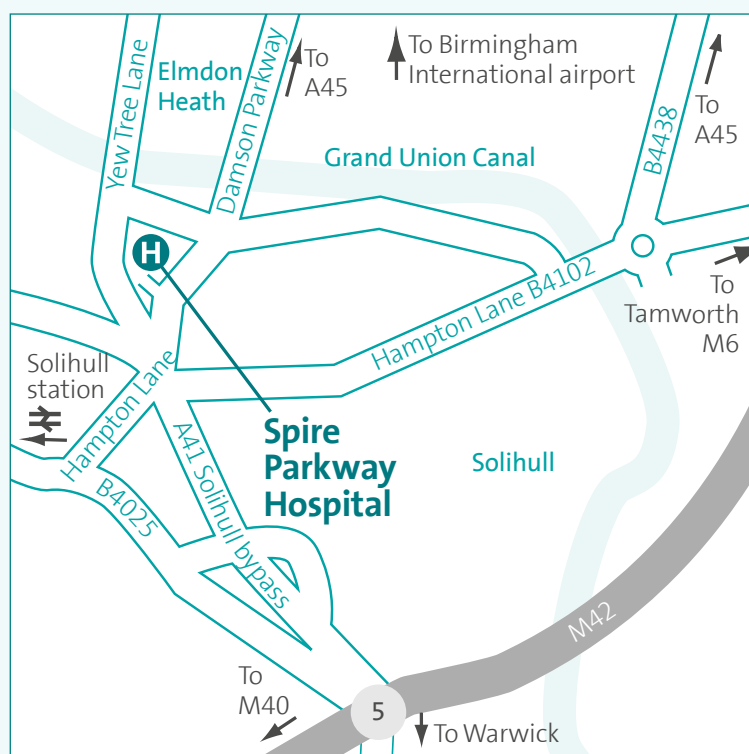 Yew Tree Lane
Elmdon
Heath
Damson Parkway
To
A45
To Birmingham
International airport
B4438
To
A45
Grand Union Canal
H
Hampton Lane B4102
To
Tamworth
M6
Solihull
station
Hampton Lane
A41 Solihull bypass
Spire
Parkway
Hospital
Solihull
B4025
M42
To
M40
5
To Warwick